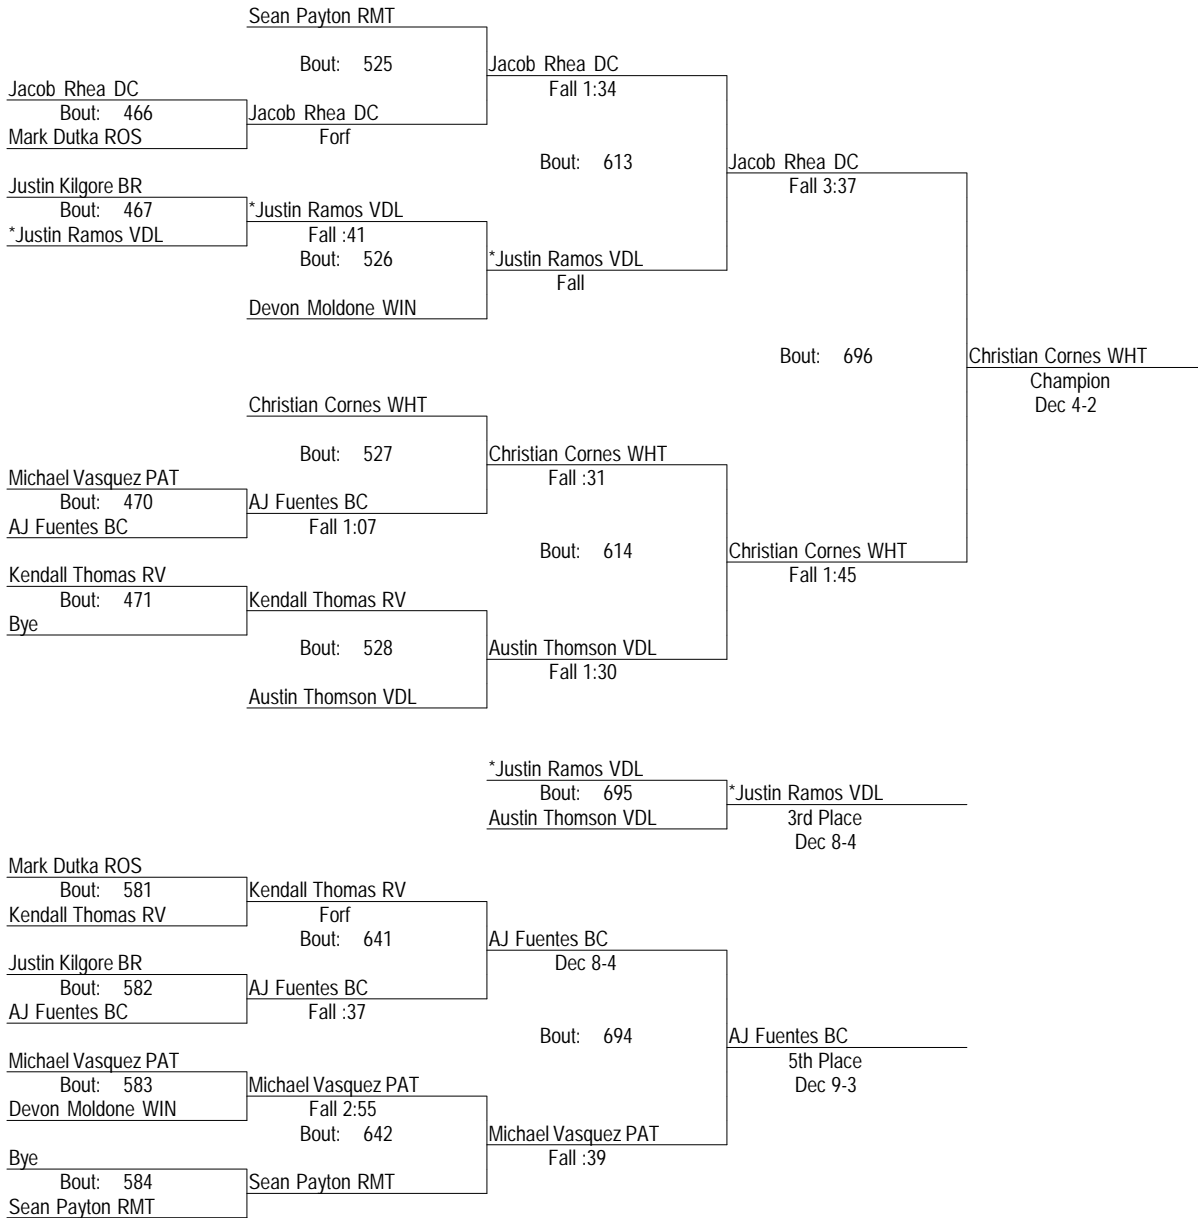 Sean Payton RMT
Bout: 525
Jacob Rhea DC
Fall 1:34
Jacob Rhea DC
Bout: 466
Mark Dutka ROS
Jacob Rhea DC
Forf
Bout: 613
Jacob Rhea DC
Fall 3:37
Justin Kilgore BR
Bout: 467
*Justin Ramos VDL
*Justin Ramos VDL
Fall :41
Bout: 526
*Justin Ramos VDL
Fall
Devon Moldone WIN
Bout: 696
Christian Cornes WHT
Champion
Dec 4-2
Christian Cornes WHT
Bout: 527
Christian Cornes WHT
Fall :31
Michael Vasquez PAT
Bout: 470
AJ Fuentes BC
AJ Fuentes BC
Fall 1:07
Bout: 614
Christian Cornes WHT
Fall 1:45
Kendall Thomas RV
Bout: 471
Bye
Kendall Thomas RV
Bout: 528
Austin Thomson VDL
Fall 1:30
Austin Thomson VDL
*Justin Ramos VDL
Bout: 695
Austin Thomson VDL
*Justin Ramos VDL
3rd Place
Dec 8-4
Mark Dutka ROS
Bout: 581
Kendall Thomas RV
Kendall Thomas RV
Forf
Bout: 641
AJ Fuentes BC
Dec 8-4
Justin Kilgore BR
Bout: 582
AJ Fuentes BC
AJ Fuentes BC
Fall :37
Bout: 694
AJ Fuentes BC
5th Place
Dec 9-3
Michael Vasquez PAT
Bout: 583
Devon Moldone WIN
Michael Vasquez PAT
Fall 2:55
Bout: 642
Michael Vasquez PAT
Fall :39
Bye
Bout: 584
Sean Payton RMT
Sean Payton RMT